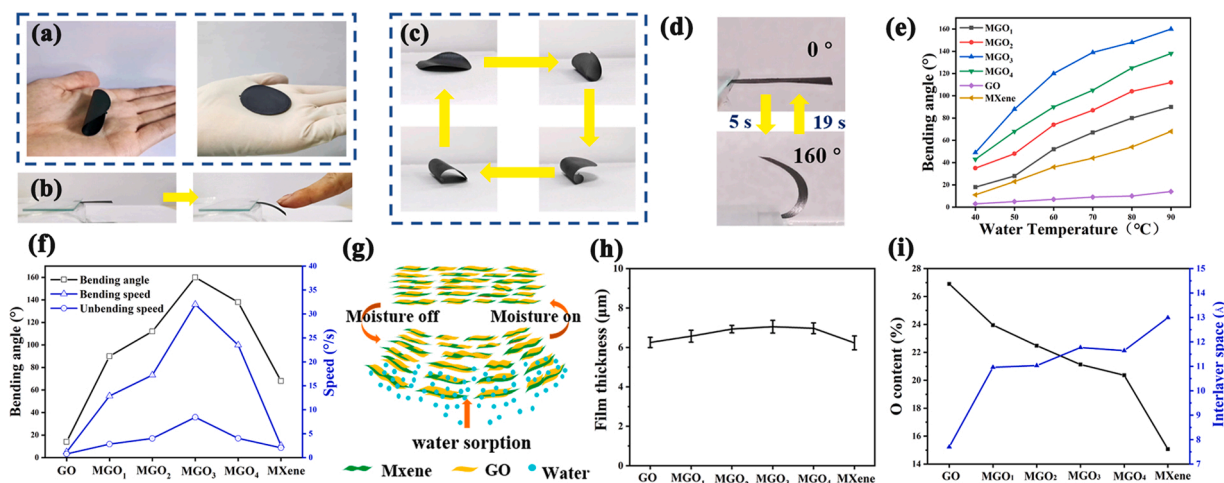 (a)
(b)
(c)
(d)
0 °
5 s
19 s
160 °
(e)
Bending angle (°)
160
140
120
100
80
60
40
20
0
MGO1
MGO2
MGO3
MGO4
GO
MXene
40 50 60 70 80 90
Water Temperature (°C)
(f)
Bending angle (°)
160
140
120
100
80
60
40
20
0
Bending angle
Bending speed
Unbending speed
40
35
30
25
20
15
10
5
0
Speed (°/s)
GO MGO1 MGO2 MGO3 MGO4 MXene
(g)
Moisture off Moisture on
water sorption
Mxene GO Water
(h)
Film thickness (μm)
10
8
6
4
2
0
GO MGO1 MGO2 MGO3 MGO4 MXene
(i)
O content (%)
28
26
24
22
20
18
16
14
15
14
13
12
11
10
9
8
7
Interlayer space (Å)
GO MGO1 MGO2 MGO3 MGO4 MXene